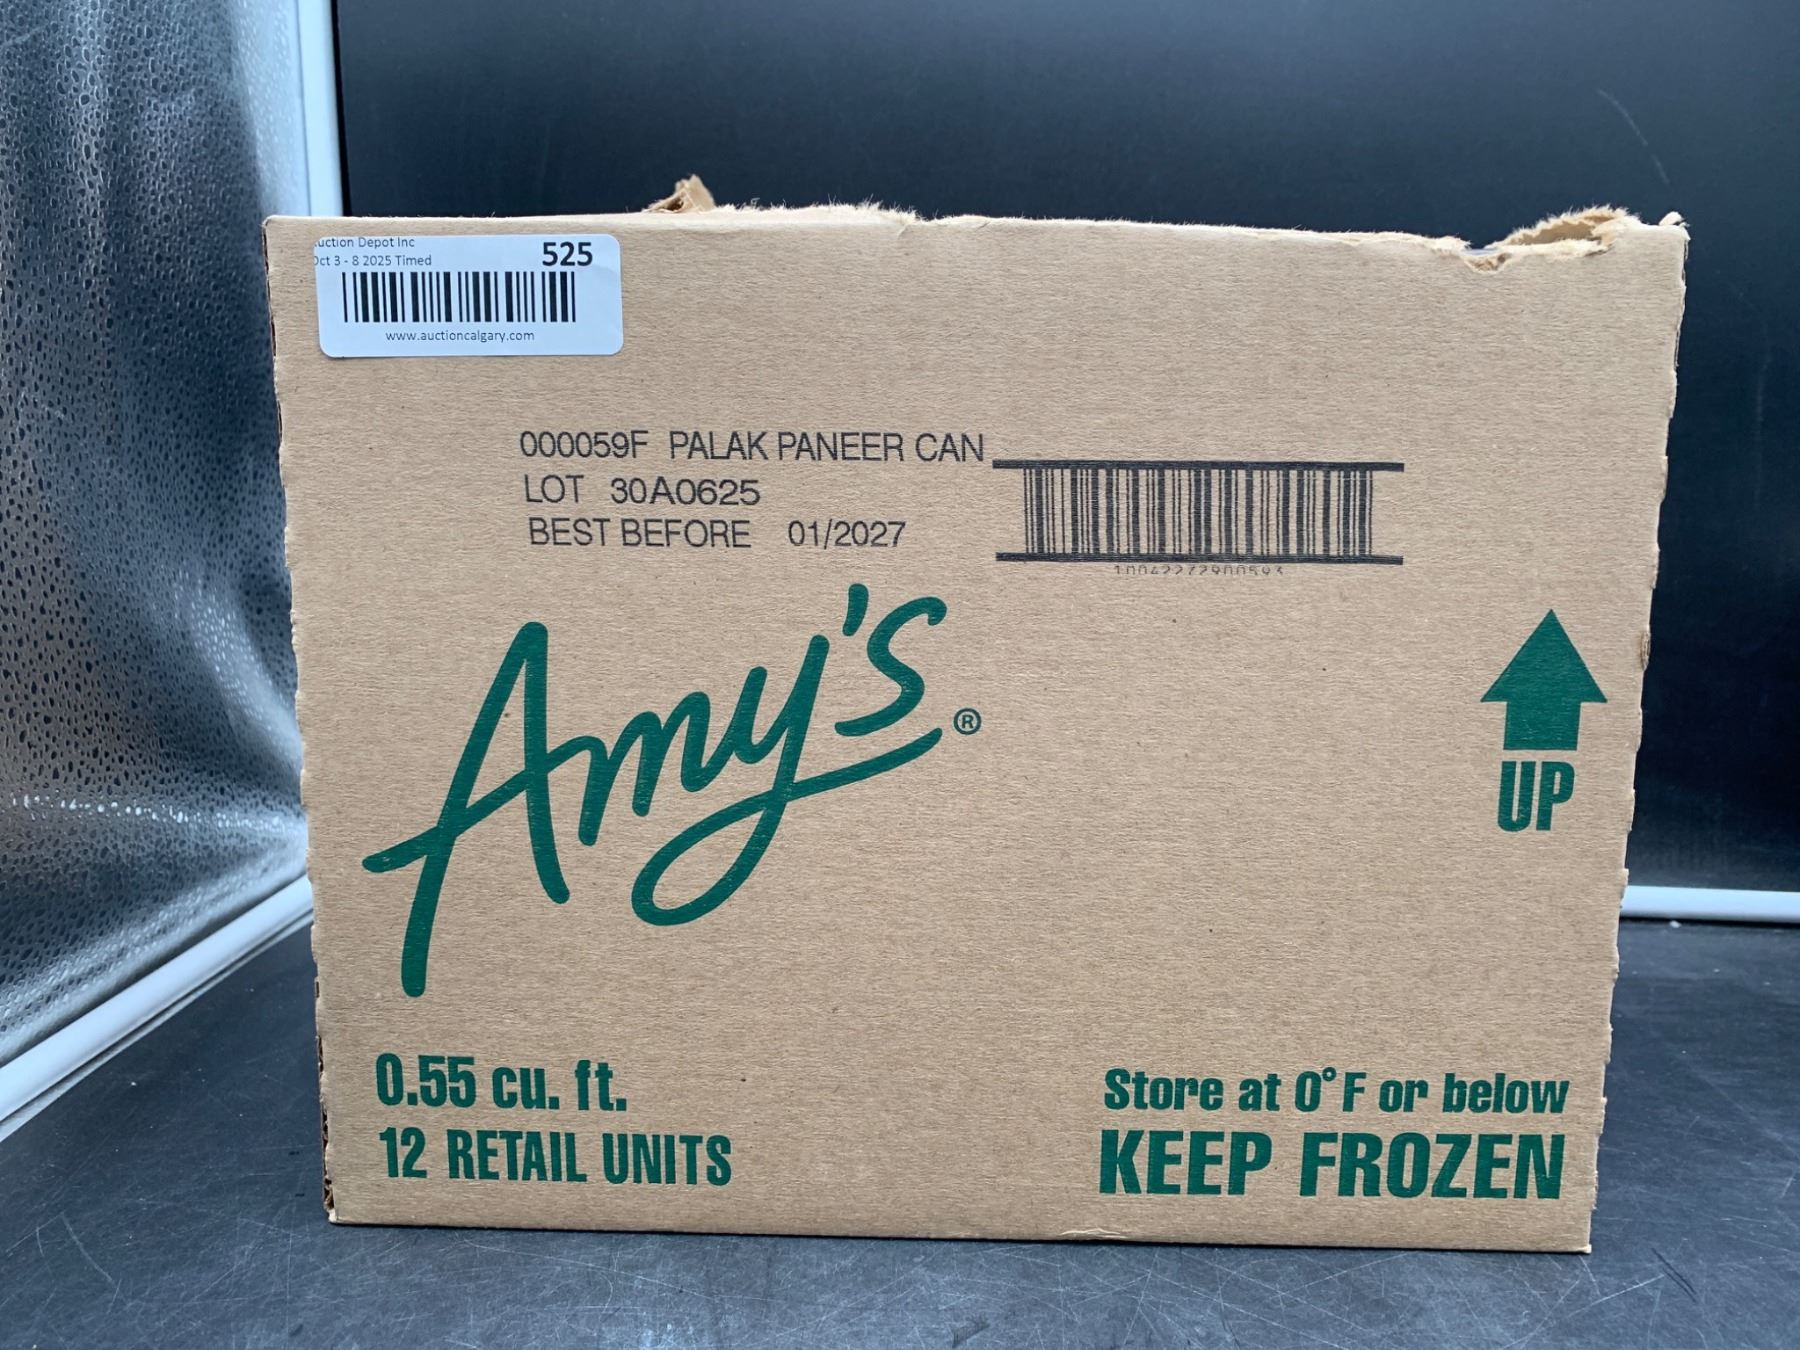 uction Depot Inc
Oct 3 - 8 2025 Timed
525
www.auctioncalgary.com
000059F PALAK PANEER CAN
LOT 30A0625
BEST BEFORE 01/2027
10042272900593
Amy's®
UP
0.55 cu. ft.
12 RETAIL UNITS
Store at 0°F or below
KEEP FROZEN